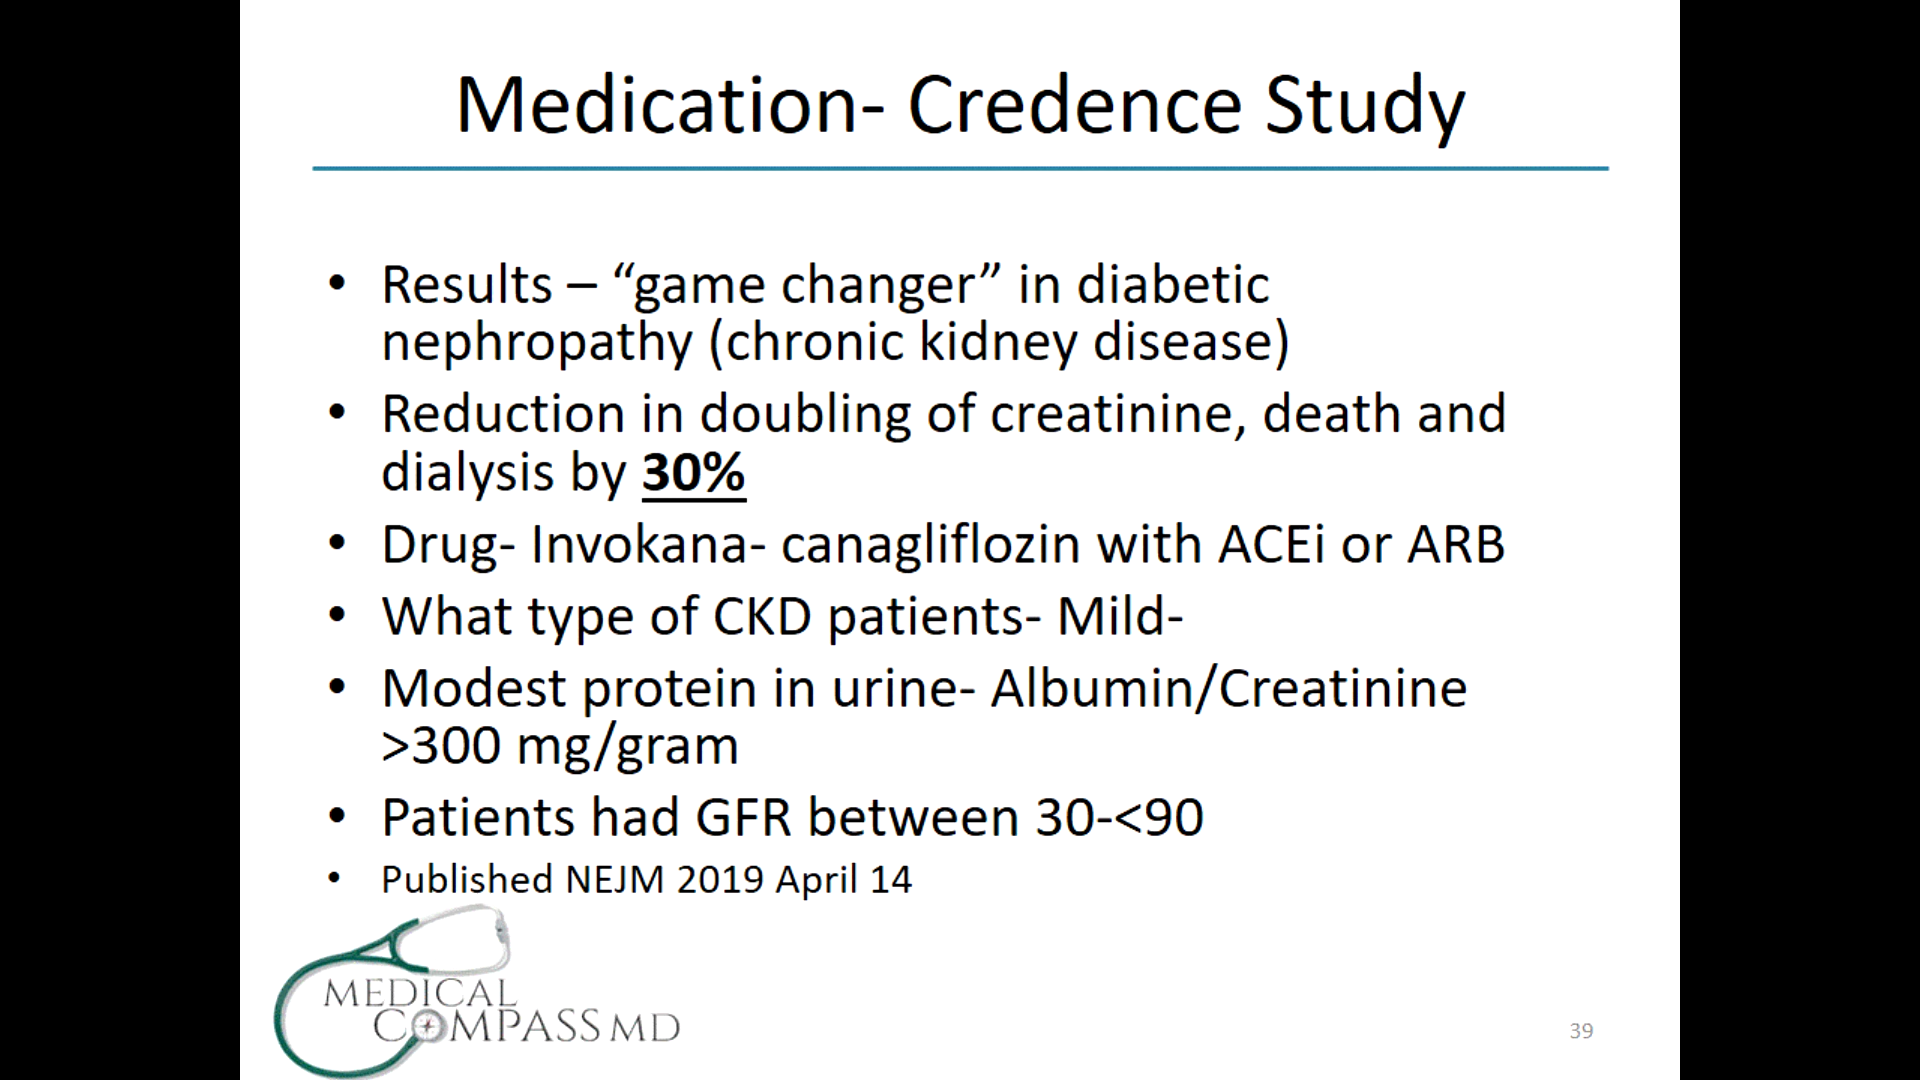 Medication- Credence Study
• Results – “game changer” in diabetic
nephropathy (chronic kidney disease)
• Reduction in doubling of creatinine, death and
dialysis by 30%
• Drug- Invokana- canagliflozin with ACEi or ARB
• What type of CKD patients- Mild-
• Modest protein in urine- Albumin/Creatinine
>300 mg/gram
• Patients had GFR between 30-<90
• Published NEJM 2019 April 14
MEDICAL
COMPASS MD
39